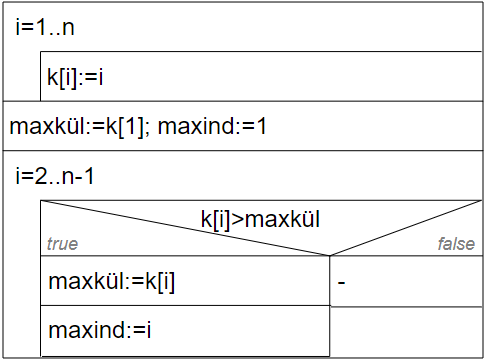 i=1..n
k[i]:=i
maxkül:=k[1]; maxind:=1
i=2..n-1
k[i]>maxkül
true false
maxkül:=k[i] -
maxind:=i